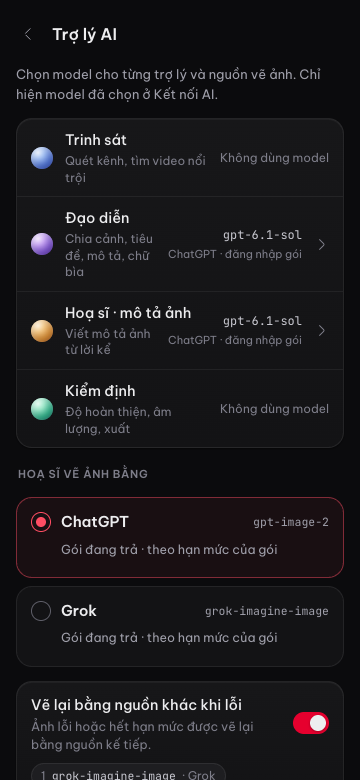 Trợ lý AI
Chọn model cho từng trợ lý và nguồn vẽ ảnh. Chỉ
hiện model đã chọn ở Kết nối AI.
Trinh sát
Quét kênh, tìm video nổi
trội
Không dùng model
Đạo diễn
Chia cảnh, tiêu
đề, mô tả, chữ
bìa
gpt-6.1-sol
ChatGPT · đăng nhập gói
Hoạ sĩ · mô tả ảnh
Viết mô tả ảnh
từ lời kể
gpt-6.1-sol
ChatGPT · đăng nhập gói
Kiểm định
Độ hoàn thiện, âm
lượng, xuất
Không dùng model
HOẠ SĨ VẼ ẢNH BẰNG
ChatGPT
gpt-image-2
Gói đang trả · theo hạn mức của gói
Grok
grok-imagine-image
Gói đang trả · theo hạn mức của gói
Vẽ lại bằng nguồn khác khi lỗi
Ảnh lỗi hoặc hết hạn mức được vẽ lại
bằng nguồn kế tiếp.
1 grok-imagine-image · Grok